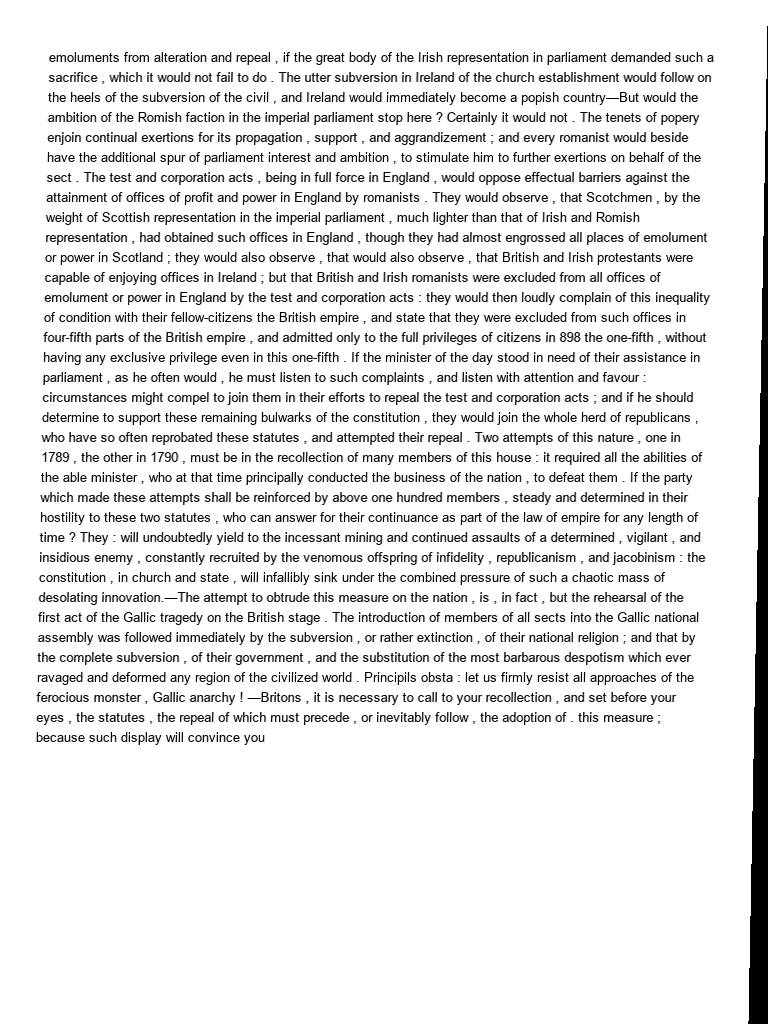 emoluments from alteration and repeal , if the great body of the Irish representation in parliament demanded such a
sacrifice , which it would not fail to do . The utter subversion in Ireland of the church establishment would follow on
the heels of the subversion of the civil , and Ireland would immediately become a popish country—But would the
ambition of the Romish faction in the imperial parliament stop here ? Certainly it would not . The tenets of popery
enjoin continual exertions for its propagation , support , and aggrandizement ; and every romanist would beside
have the additional spur of parliament interest and ambition , to stimulate him to further exertions on behalf of the
sect . The test and corporation acts , being in full force in England , would oppose effectual barriers against the
attainment of offices of profit and power in England by romanists . They would observe , that Scotchmen , by the
weight of Scottish representation in the imperial parliament , much lighter than that of Irish and Romish
representation , had obtained such offices in England , though they had almost engrossed all places of emolument
or power in Scotland ; they would also observe , that would also observe , that British and Irish protestants were
capable of enjoying offices in Ireland ; but that British and Irish romanists were excluded from all offices of
emolument or power in England by the test and corporation acts : they would then loudly complain of this inequality
of condition with their fellow-citizens the British empire , and state that they were excluded from such offices in
four-fifth parts of the British empire , and admitted only to the full privileges of citizens in 898 the one-fifth , without
having any exclusive privilege even in this one-fifth . If the minister of the day stood in need of their assistance in
parliament , as he often would , he must listen to such complaints , and listen with attention and favour :
circumstances might compel to join them in their efforts to repeal the test and corporation acts ; and if he should
determine to support these remaining bulwarks of the constitution , they would join the whole herd of republicans ,
who have so often reprobated these statutes , and attempted their repeal . Two attempts of this nature , one in
1789 , the other in 1790 , must be in the recollection of many members of this house : it required all the abilities of
the able minister , who at that time principally conducted the business of the nation , to defeat them . If the party
which made these attempts shall be reinforced by above one hundred members , steady and determined in their
hostility to these two statutes , who can answer for their continuance as part of the law of empire for any length of
time ? They : will undoubtedly yield to the incessant mining and continued assaults of a determined , vigilant , and
insidious enemy , constantly recruited by the venomous offspring of infidelity , republicanism , and jacobinism : the
constitution , in church and state , will infallibly sink under the combined pressure of such a chaotic mass of
desolating innovation.—The attempt to obtrude this measure on the nation , is , in fact , but the rehearsal of the
first act of the Gallic tragedy on the British stage . The introduction of members of all sects into the Gallic national
assembly was followed immediately by the subversion , or rather extinction , of their national religion ; and that by
the complete subversion , of their government , and the substitution of the most barbarous despotism which ever
ravaged and deformed any region of the civilized world . Principils obsta : let us firmly resist all approaches of the
ferocious monster , Gallic anarchy ! —Britons , it is necessary to call to your recollection , and set before your
eyes , the statutes , the repeal of which must precede , or inevitably follow , the adoption of . this measure ;
because such display will convince you